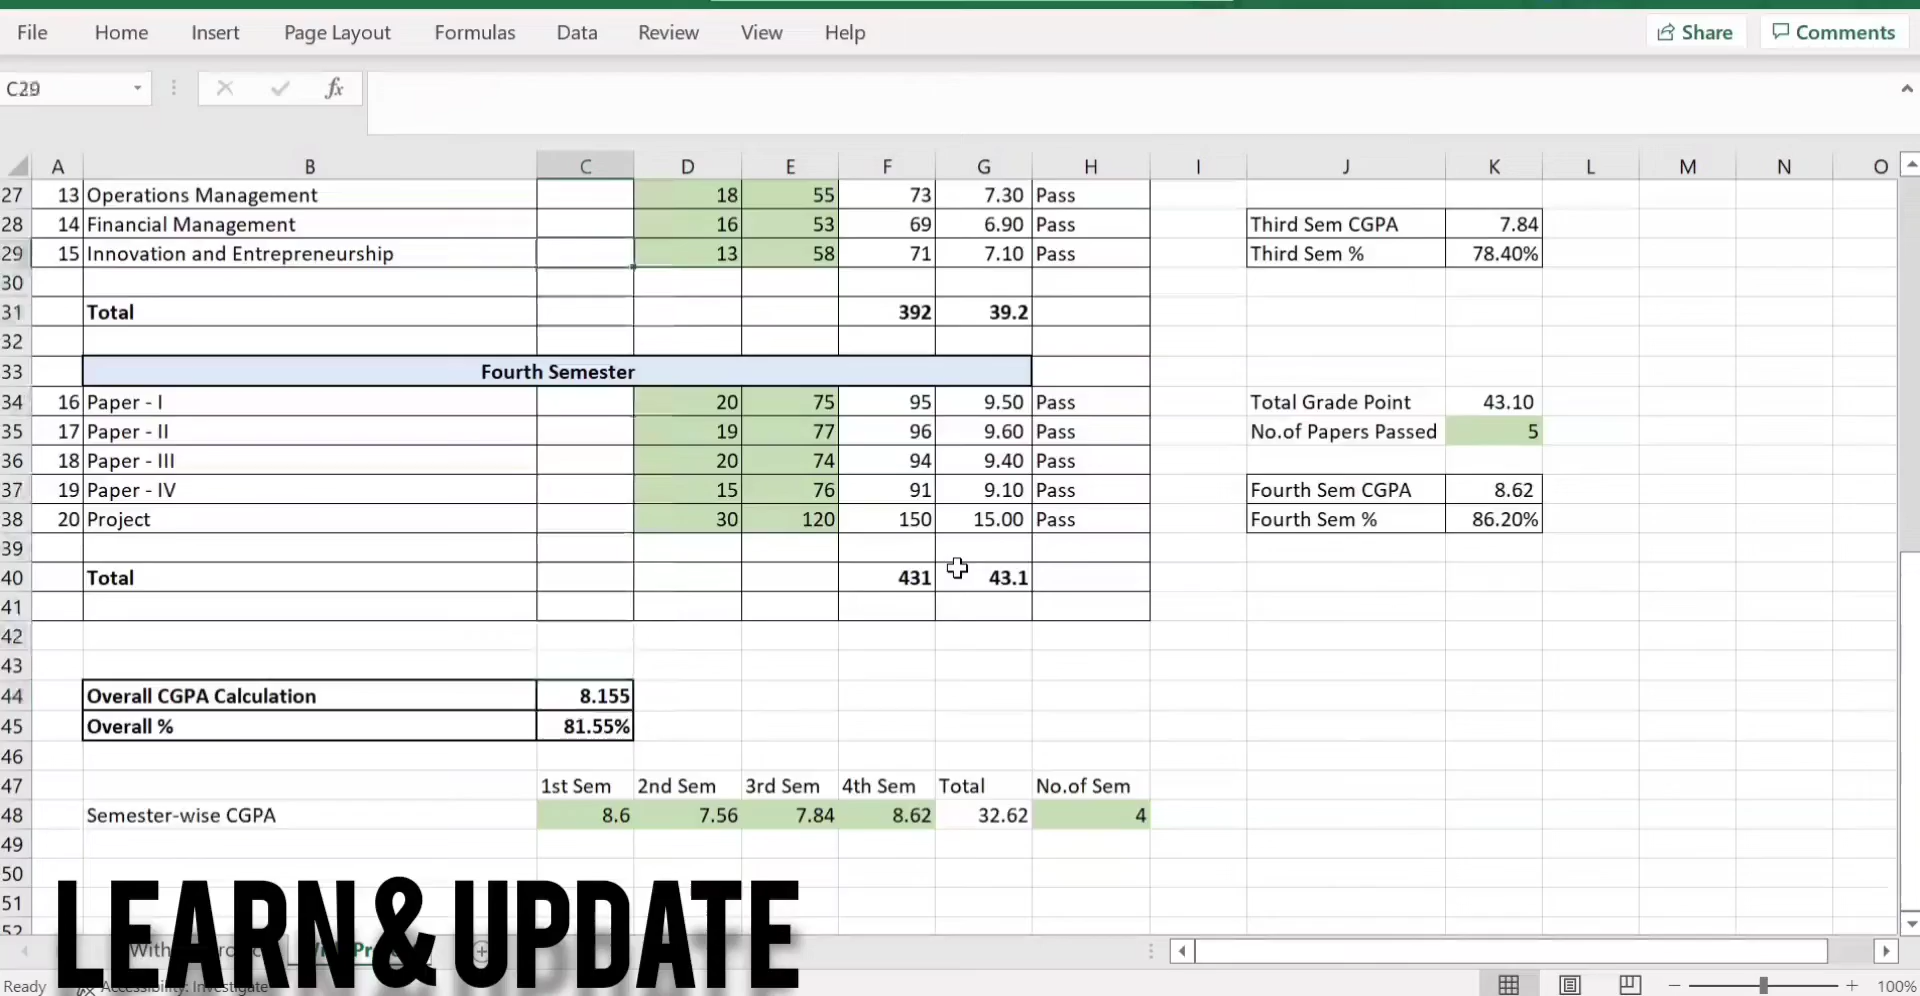 File Home Insert Page Layout Formulas Data Review View Help Share Comments
fx
A B C D E F G H I J K L M N O
27 13 Operations Management 18 55 73 7.30 Pass
28 14 Financial Management 16 53 69 6.90 Pass Third Sem CGPA 7.84
29 15 Innovation and Entrepreneurship 13 58 71 7.10 Pass Third Sem % 78.40%
30
31 Total 392 39.2
32
33 Fourth Semester
34 16 Paper - I 20 75 95 9.50 Pass Total Grade Point 43.10
35 17 Paper - II 19 77 96 9.60 Pass No.of Papers Passed 5
36 18 Paper - III 20 74 94 9.40 Pass
37 19 Paper - IV 15 76 91 9.10 Pass Fourth Sem CGPA 8.62
38 20 Project 30 120 150 15.00 Pass Fourth Sem % 86.20%
39
40 Total 431 43.1
41
42
43
44 Overall CGPA Calculation 8.155
45 Overall % 81.55%
46
47 1st Sem 2nd Sem 3rd Sem 4th Sem Total No.of Sem
48 Semester-wise CGPA 8.6 7.56 7.84 8.62 32.62 4
49
50
51
52
LEARN & UPDATE
Ready Accessibility: Investigate 100%